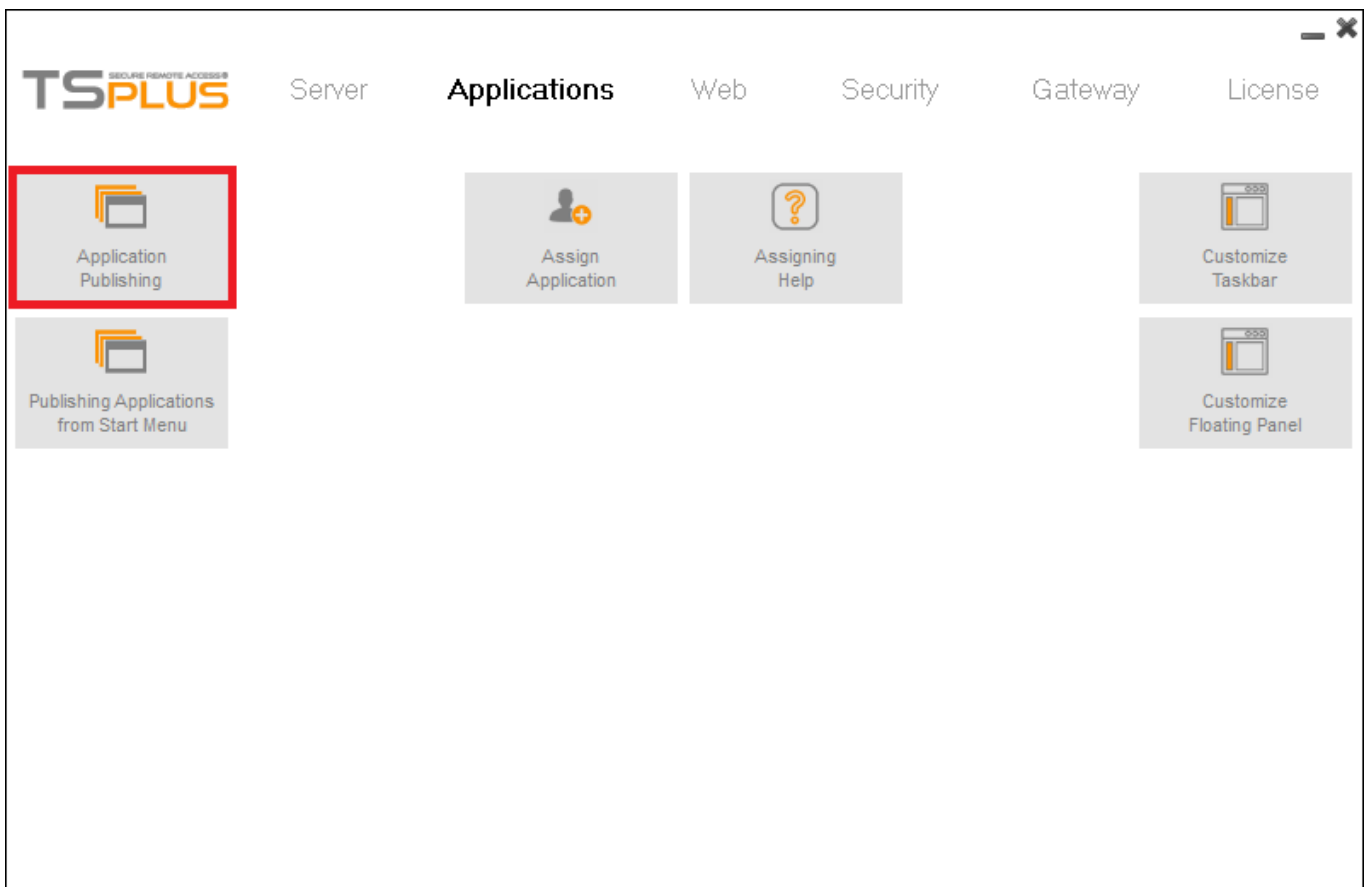 TSPLUS SECURE REMOTE ACCESS®
Server Applications Web Security Gateway License
Application
Publishing
Assign
Application
Assigning
Help
Customize
Taskbar
Publishing Applications
from Start Menu
Customize
Floating Panel